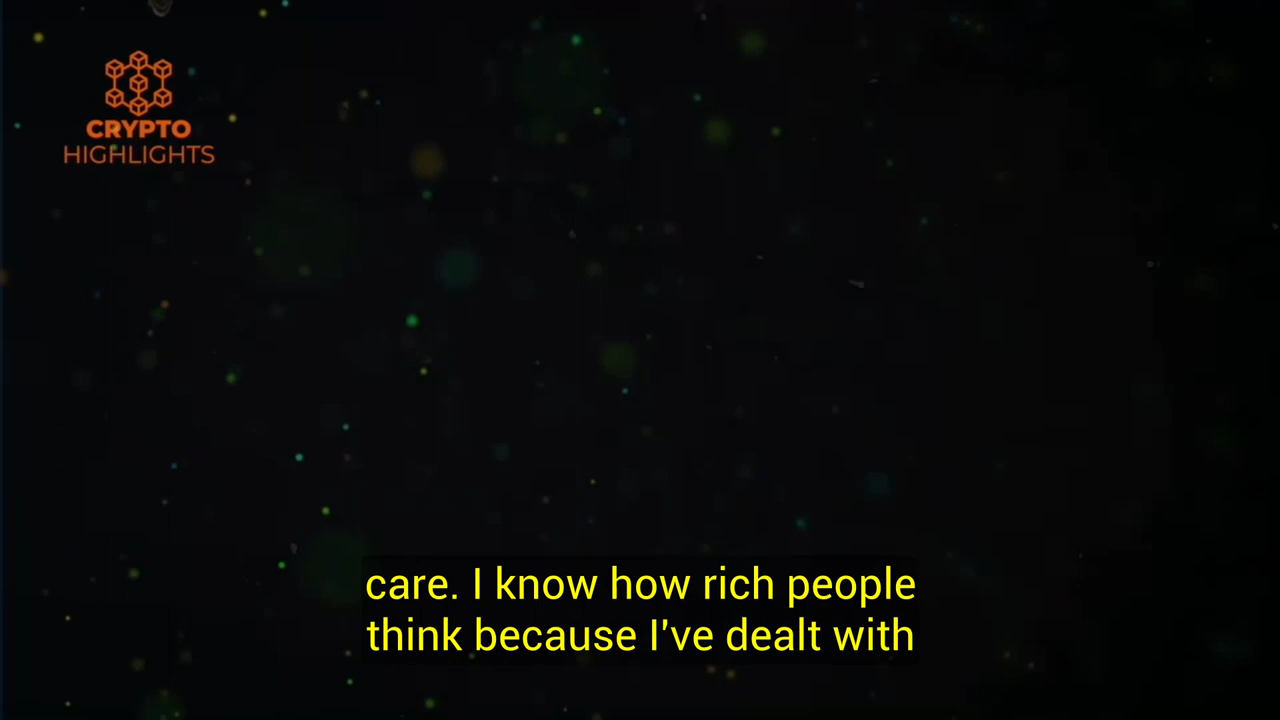 CRYPTO
HIGHLIGHTS
care. I know how rich people
think because I've dealt with